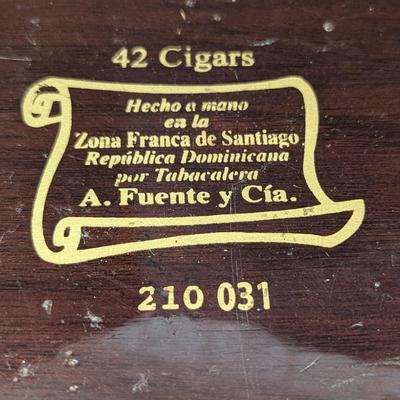 42 Cigars
Hecho a mano
en la
Zona Franca de Santiago
República Dominicana
por Tabacalera
A. Fuente y Cía.
210 031